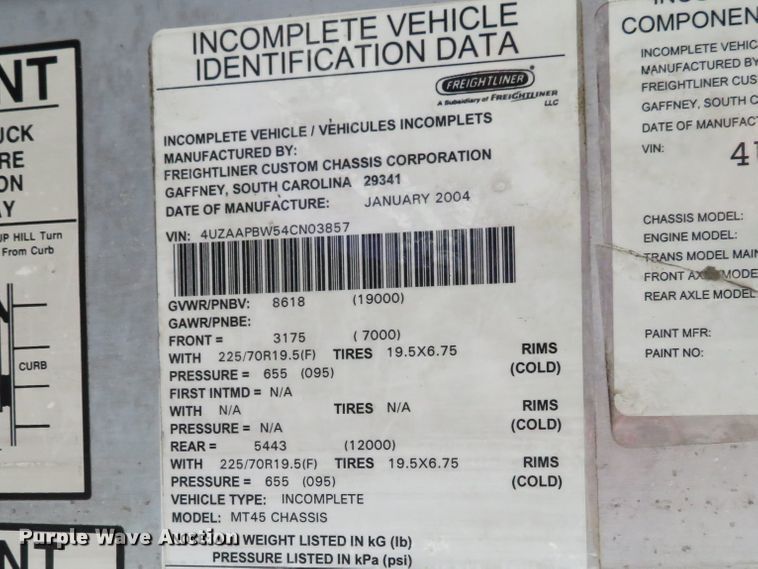 INCOMPLETE VEHICLE
IDENTIFICATION DATA
FREIGHTLINER
A Subsidiary of FREIGHTLINER
LLC
INCOMPLETE VEHICLE / VEHICULES INCOMPLETS
MANUFACTURED BY:
FREIGHTLINER CUSTOM CHASSIS CORPORATION
GAFFNEY, SOUTH CAROLINA 29341
DATE OF MANUFACTURE: JANUARY 2004
VIN: 4UZAAPBW54CN03857
GVWR/PNBV: 8618 (19000)
GAWR/PNBE:
FRONT = 3175 ( 7000)
WITH 225/70R19.5(F) TIRES 19.5X6.75 RIMS
PRESSURE = 655 (095) (COLD)
FIRST INTMD = N/A
WITH N/A TIRES N/A RIMS
PRESSURE = N/A (COLD)
REAR = 5443 (12000)
WITH 225/70R19.5(F) TIRES 19.5X6.75 RIMS
PRESSURE = 655 (095) (COLD)
VEHICLE TYPE: INCOMPLETE
MODEL: MT45 CHASSIS
WEIGHT LISTED IN KG (lb)
PRESSURE LISTED IN kPa (psi)
NT
UCK
RE
ON
AY
UP HILL Turn
From Curb
CURB
NT
COMPONEN
INCOMPLETE VEHIC
MANUFACTURED BY
FREIGHTLINER CUS
GAFFNEY, SOUTH C
DATE OF MANUFACT
VIN: 4U
CHASSIS MODEL:
ENGINE MODEL:
TRANS MODEL MAIN
FRONT AXLE MODE
REAR AXLE MODEL
PAINT MFR:
PAINT NO:
Purple Wave Auction